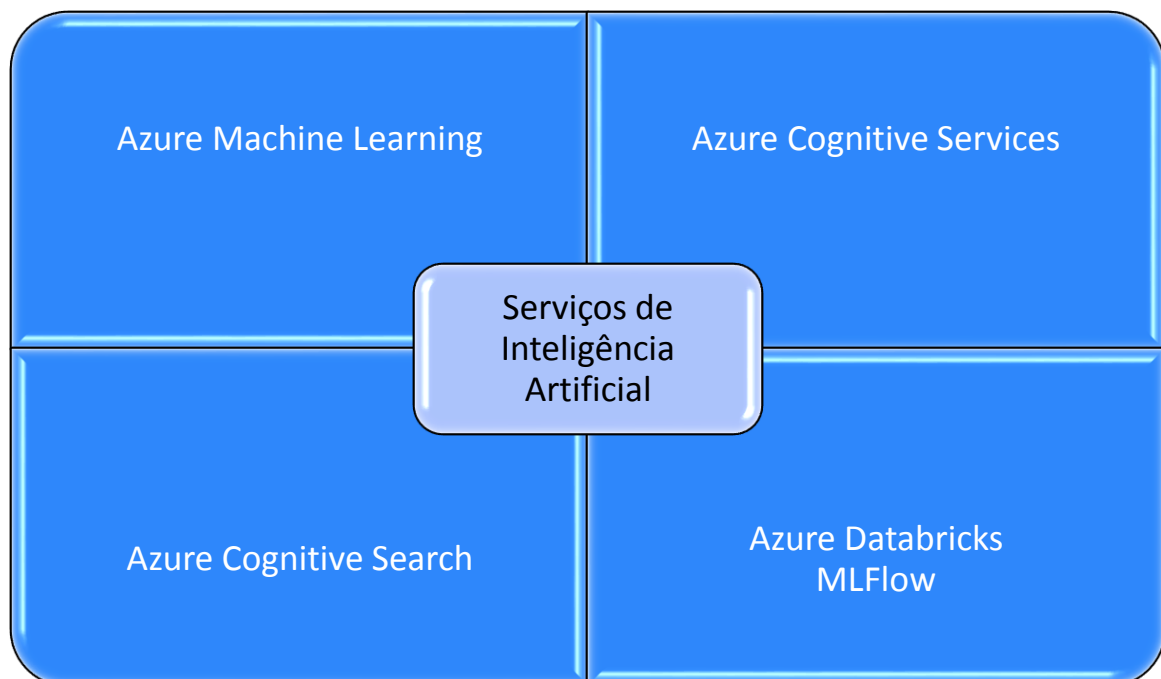 Azure Machine Learning
Azure Cognitive Services
Serviços de
Inteligência
Artificial
Azure Cognitive Search
Azure Databricks
MLFlow